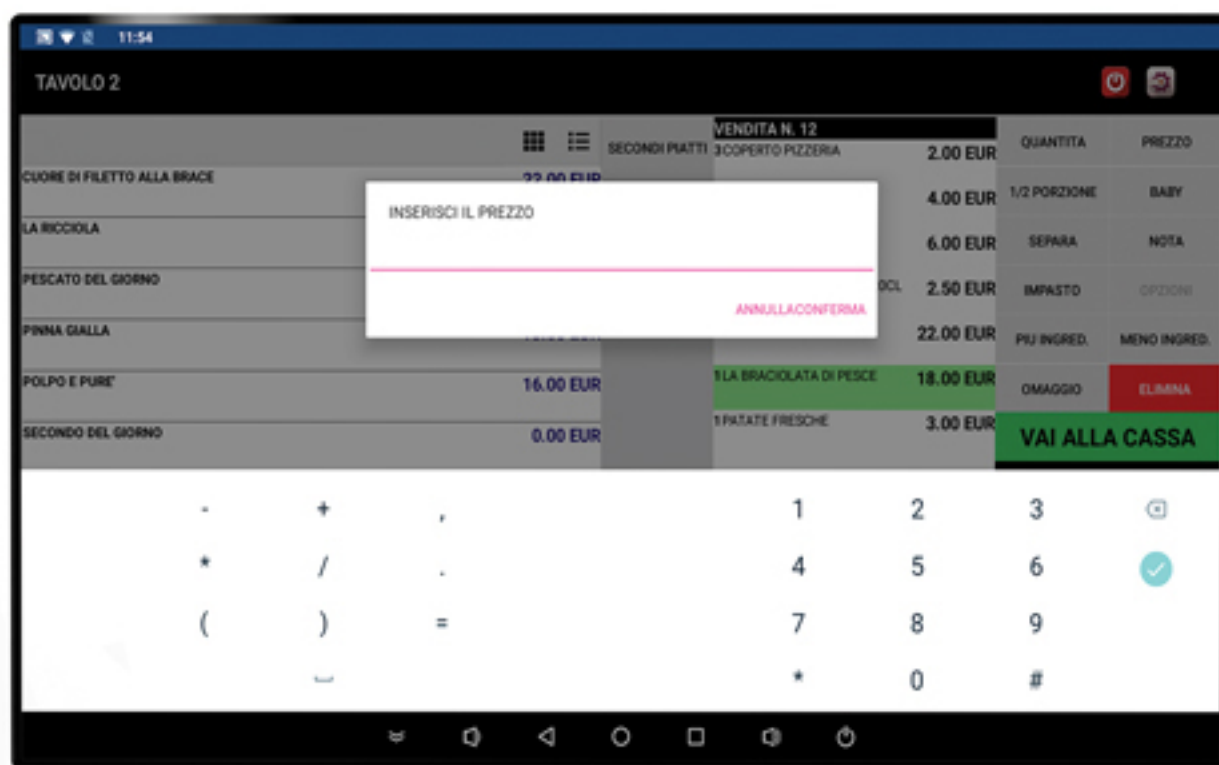 11:54
TAVOLO 2
SECONDI PIATTI
VENDITA N. 12
3 COPERTO PIZZERIA 2.00 EUR
QUANTITA PREZZO
CUORE DI FILETTO ALLA BRACE 22.00 EUR
4.00 EUR
1/2 PORZIONE BABY
INSERISCI IL PREZZO
LA RICCIOLA
6.00 EUR
SEPARA NOTA
PESCATO DEL GIORNO
2.50 EUR
IMPASTO OPZIONI
ANNULLACONFERMA
PINNA GIALLA
22.00 EUR
PIU INGRED. MENO INGRED.
POLPO E PURE' 16.00 EUR
1 LA BRACIOLATA DI PESCE 18.00 EUR
OMAGGIO ELIMINA
SECONDO DEL GIORNO 0.00 EUR
1 PATATE FRESCHE 3.00 EUR
VAI ALLA CASSA
- + , 1 2 3
* / . 4 5 6
( ) = 7 8 9
* 0 #